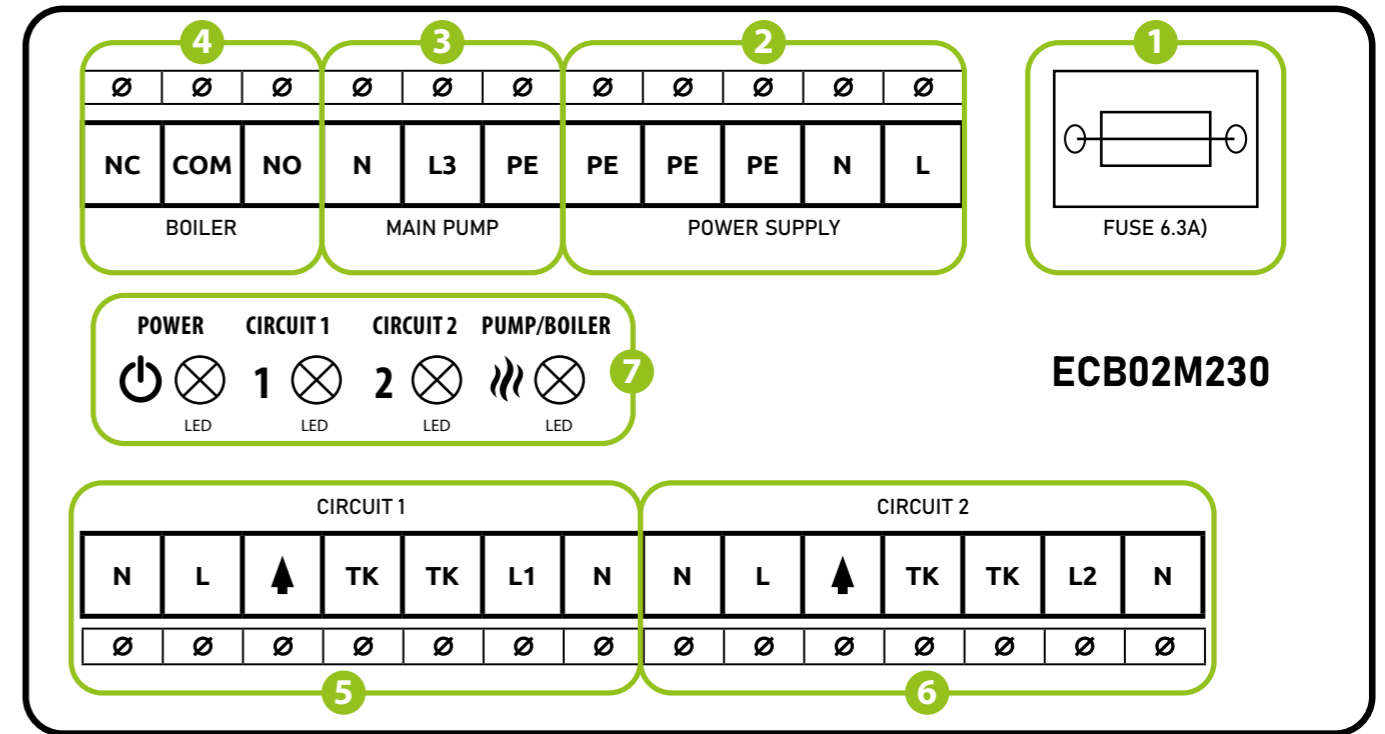 4 3 2 1
Ø Ø Ø Ø Ø Ø Ø Ø Ø Ø Ø
NC COM NO N L3 PE PE PE PE N L
BOILER MAIN PUMP POWER SUPPLY FUSE 6.3A)
POWER CIRCUIT 1 CIRCUIT 2 PUMP/BOILER
1 2 7
LED LED LED LED
ECB02M230
CIRCUIT 1 CIRCUIT 2
N L TK TK L1 N N L TK TK L2 N
Ø Ø Ø Ø Ø Ø Ø Ø Ø Ø Ø Ø Ø Ø
5 6